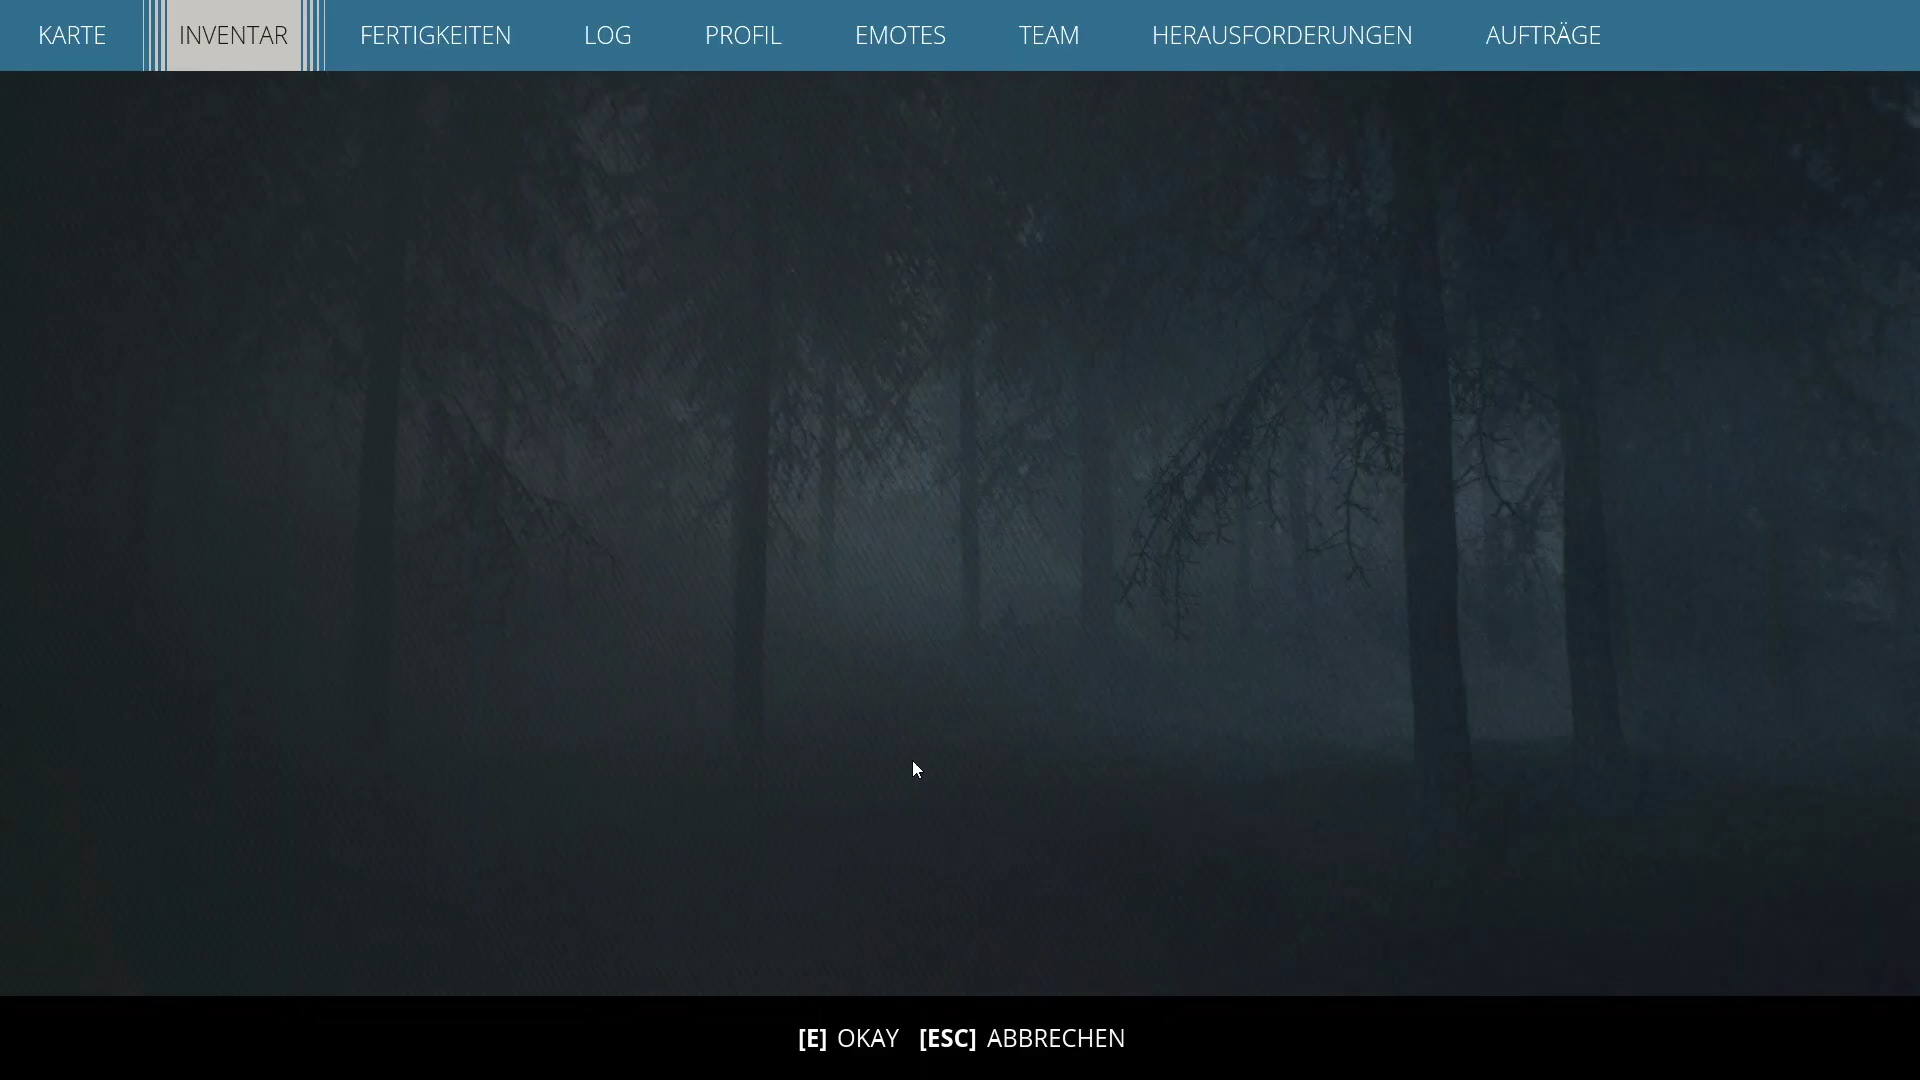 KARTE INVENTAR FERTIGKEITEN LOG PROFIL EMOTES TEAM HERAUSFORDERUNGEN AUFTRÄGE
[E] OKAY [ESC] ABBRECHEN